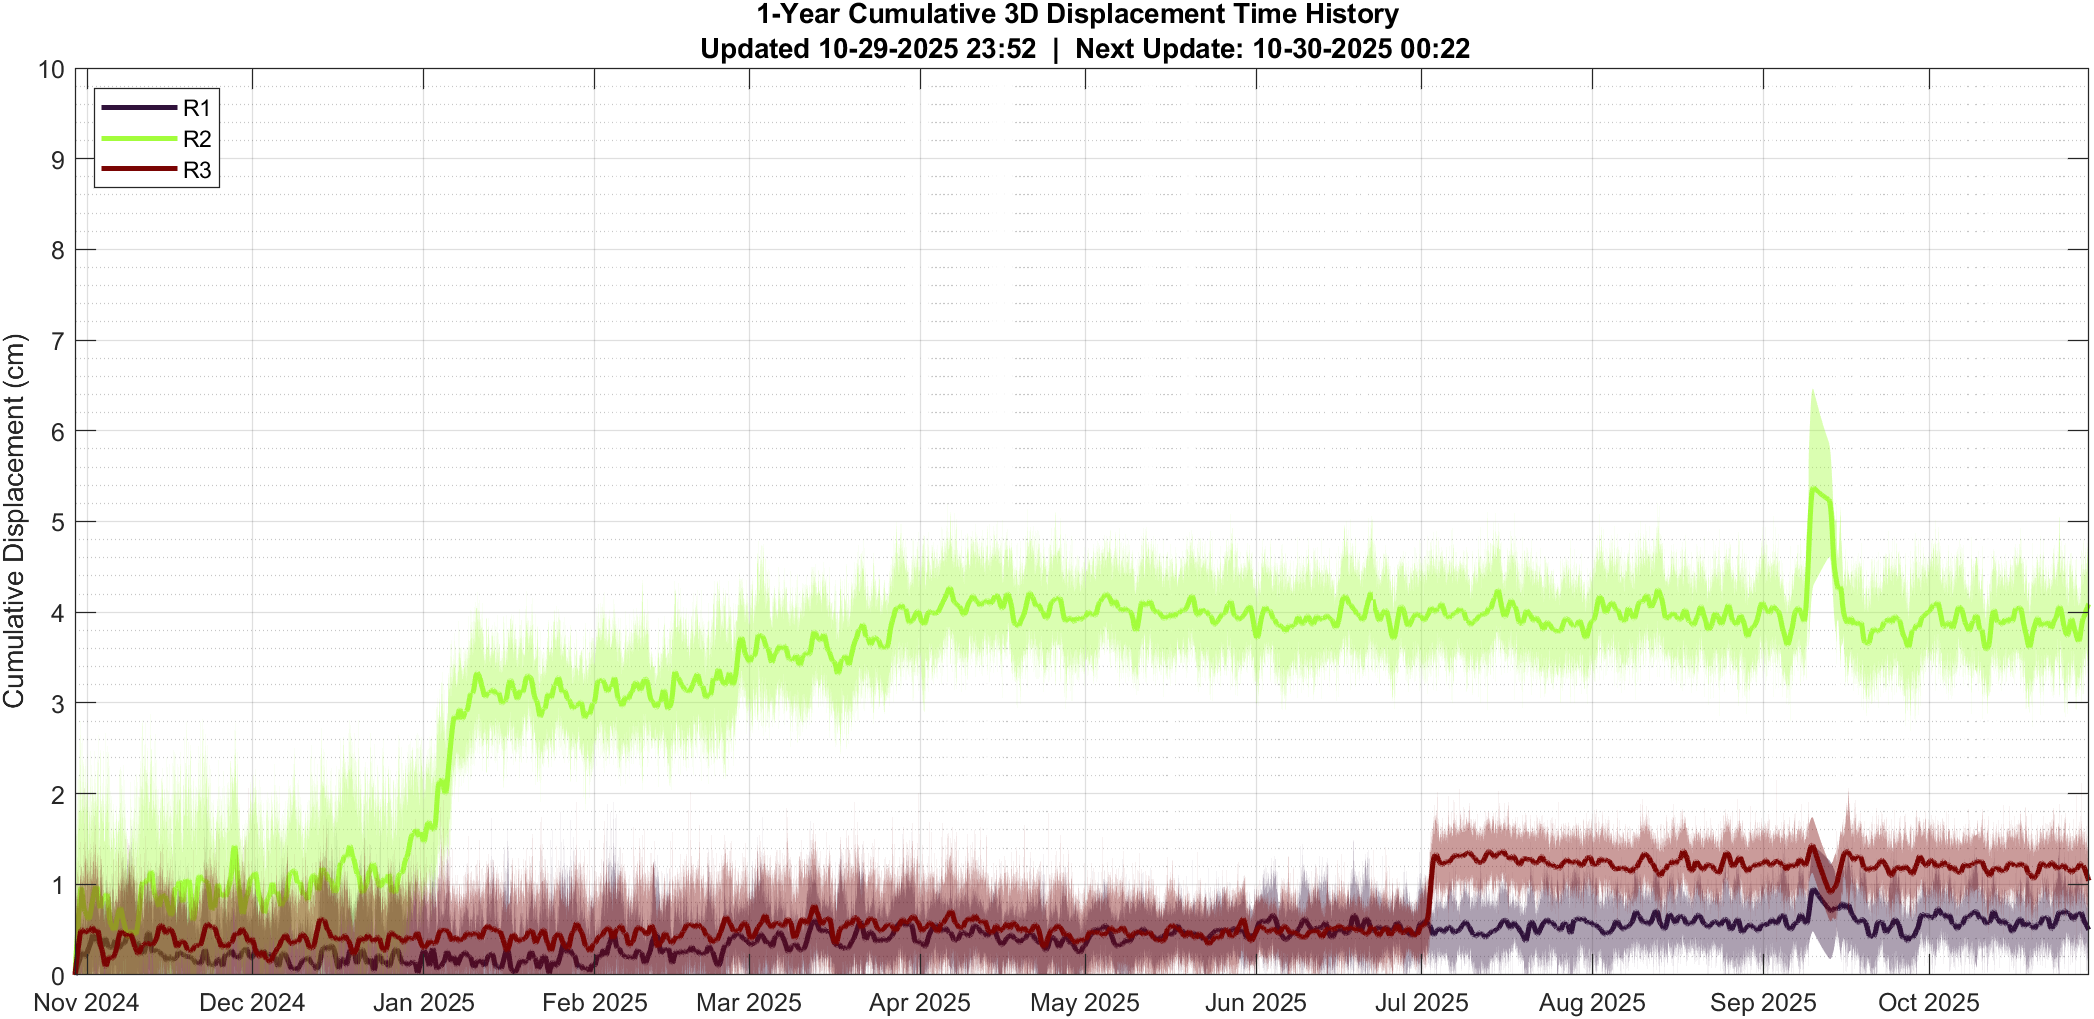 1-Year Cumulative 3D Displacement Time History
Updated 10-29-2025 23:52 | Next Update: 10-30-2025 00:22
R1
R2
R3
Cumulative Displacement (cm)
10
9
8
7
6
5
4
3
2
1
0
Nov 2024
Dec 2024
Jan 2025
Feb 2025
Mar 2025
Apr 2025
May 2025
Jun 2025
Jul 2025
Aug 2025
Sep 2025
Oct 2025